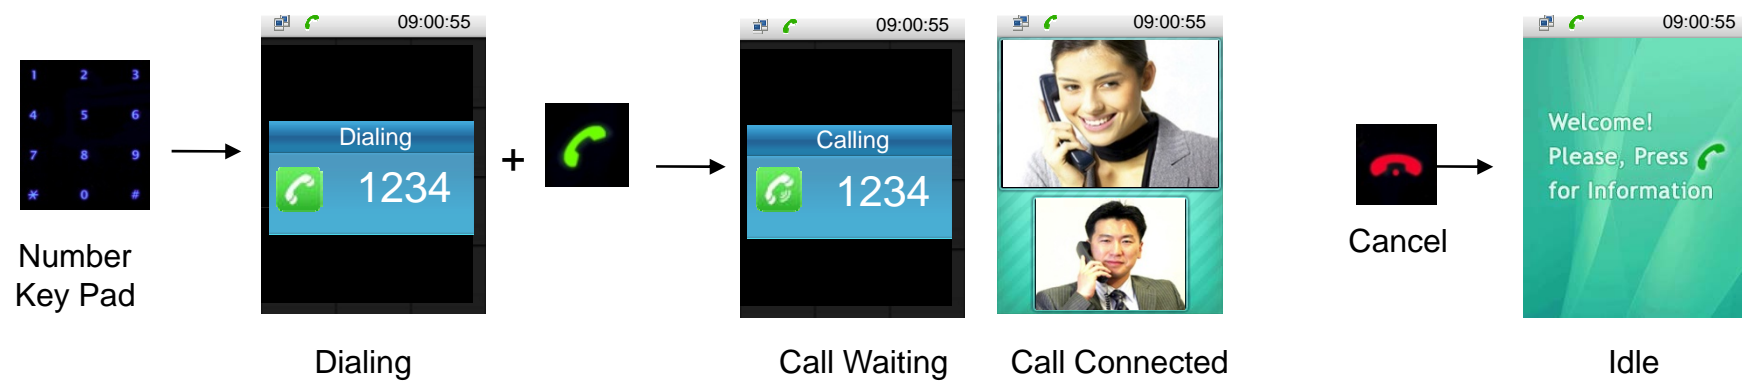 1 2 3
4 5 6
7 8 9
* 0 #
Number
Key Pad
09:00:55
Dialing
1234
Dialing
+
09:00:55
Calling
1234
Call Waiting
09:00:55
Call Connected
Cancel
09:00:55
Welcome!
Please, Press
for Information
Idle